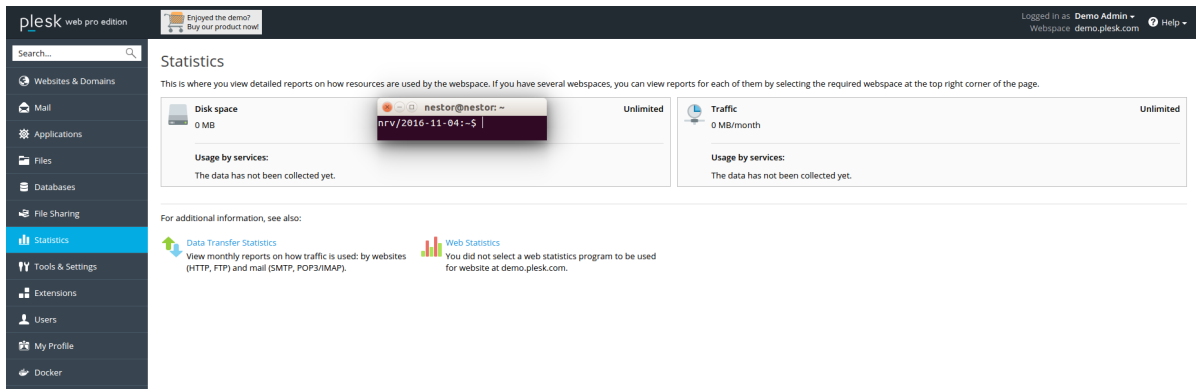 plesk web pro edition
Enjoyed the demo?
Buy our product now!
Logged in as Demo Admin
Webspace demo.plesk.com
Help
Search...
Websites & Domains
Mail
Applications
Files
Databases
File Sharing
Statistics
Tools & Settings
Extensions
Users
My Profile
Docker
Statistics
This is where you view detailed reports on how resources are used by the webspace. If you have several webspaces, you can view reports for each of them by selecting the required webspace at the top right corner of the page.
Disk space
Unlimited
0 MB
Usage by services:
The data has not been collected yet.
nestor@nestor: ~
nrv/2016-11-04:~$
Traffic
Unlimited
0 MB/month
Usage by services:
The data has not been collected yet.
For additional information, see also:
Data Transfer Statistics
View monthly reports on how traffic is used: by websites
(HTTP, FTP) and mail (SMTP, POP3/IMAP).
Web Statistics
You did not select a web statistics program to be used
for website at demo.plesk.com.